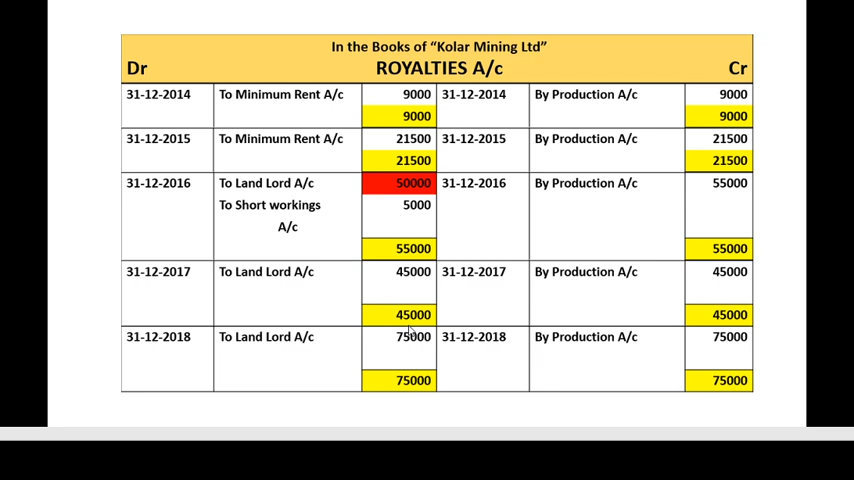 In the Books of “Kolar Mining Ltd”
Dr ROYALTIES A/c Cr
31-12-2014 To Minimum Rent A/c 9000 31-12-2014 By Production A/c 9000
9000 9000
31-12-2015 To Minimum Rent A/c 21500 31-12-2015 By Production A/c 21500
21500 21500
31-12-2016 To Land Lord A/c 50000 31-12-2016 By Production A/c 55000
To Short workings 5000
A/c
55000 55000
31-12-2017 To Land Lord A/c 45000 31-12-2017 By Production A/c 45000
45000 45000
31-12-2018 To Land Lord A/c 75000 31-12-2018 By Production A/c 75000
75000 75000